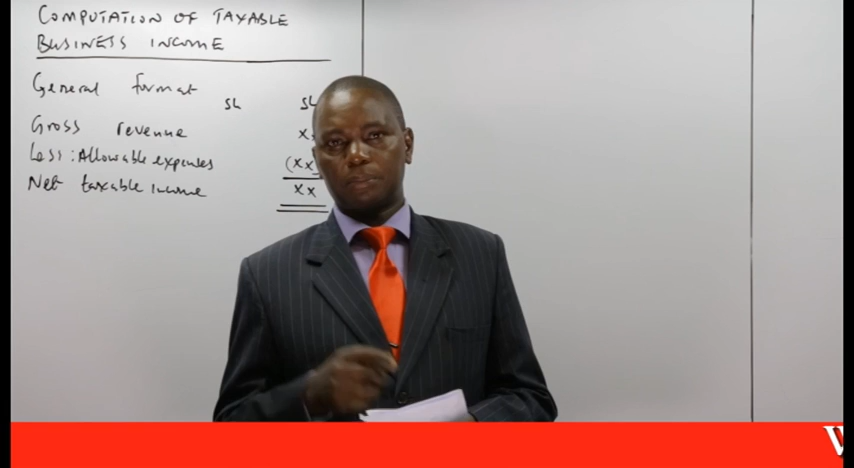 COMPUTATION OF TAXABLE
BUSINESS INCOME
General format
Sh Sh
Gross revenue
Less: Allowable expenses (XX
Net taxable income XX